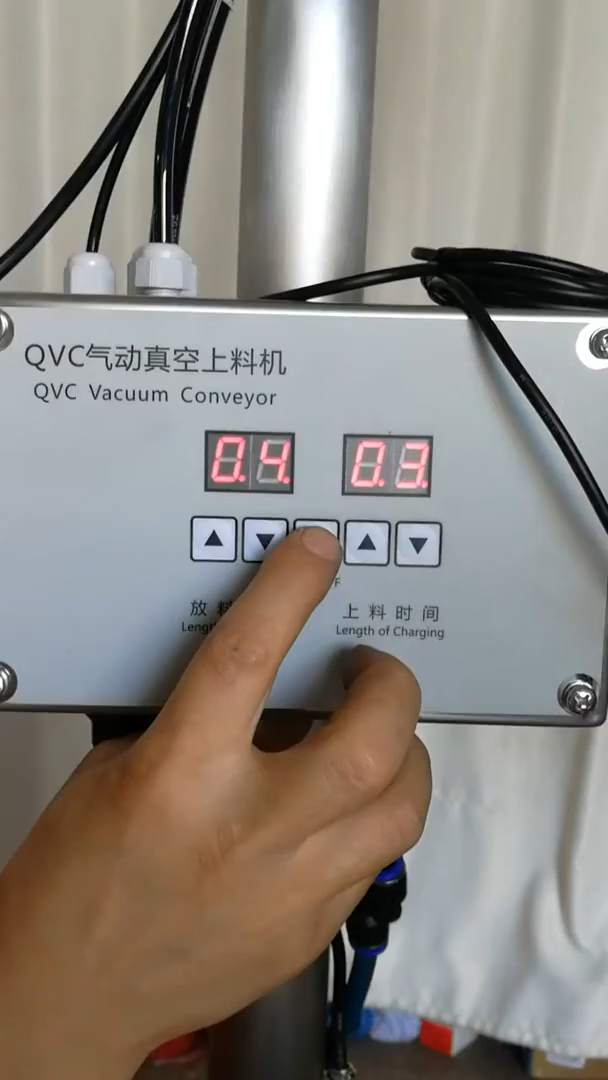 QVC气动真空上料机
QVC Vacuum Conveyor
0.4. 0.3.
放
上料时间
Length of Charging